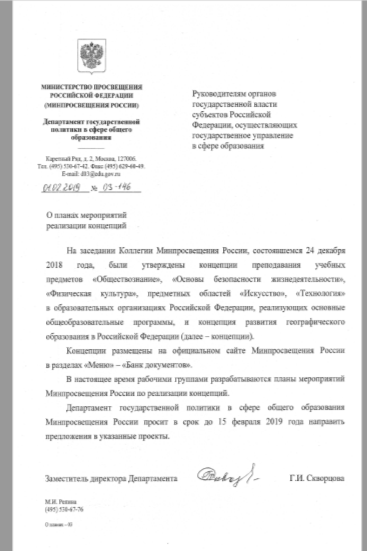 МИНИСТЕРСТВО ПРОСВЕЩЕНИЯ
РОССИЙСКОЙ ФЕДЕРАЦИИ
(МИНПРОСВЕЩЕНИЯ РОССИИ)
Департамент государственной
политики в сфере общего
образования
Каретный Ряд, д. 2, Москва, 127006.
Тел. (495) 530-67-42. Факс (495) 629-60-49.
E-mail: d03@edu.gov.ru
01.02.2019 № 03-146
Руководителям органов
государственной власти
субъектов Российской
Федерации, осуществляющих
государственное управление
в сфере образования
О планах мероприятий
реализации концепций
На заседании Коллегии Минпросвещения России, состоявшемся 24 декабря
2018 года, были утверждены концепции преподавания учебных
предметов «Обществознание», «Основы безопасности жизнедеятельности»,
«Физическая культура», предметных областей «Искусство», «Технология»
в образовательных организациях Российской Федерации, реализующих основные
общеобразовательные программы, и концепция развития географического
образования в Российской Федерации (далее – концепции).
Концепции размещены на официальном сайте Минпросвещения России
в разделах «Меню» – «Банк документов».
В настоящее время рабочими группами разрабатываются планы мероприятий
Минпросвещения России по реализации концепций.
Департамент государственной политики в сфере общего образования
Минпросвещения России просит в срок до 15 февраля 2019 года направить
предложения в указанные проекты.
Заместитель директора Департамента Г.И. Скворцова
М.И. Репина
(495) 530-67-76